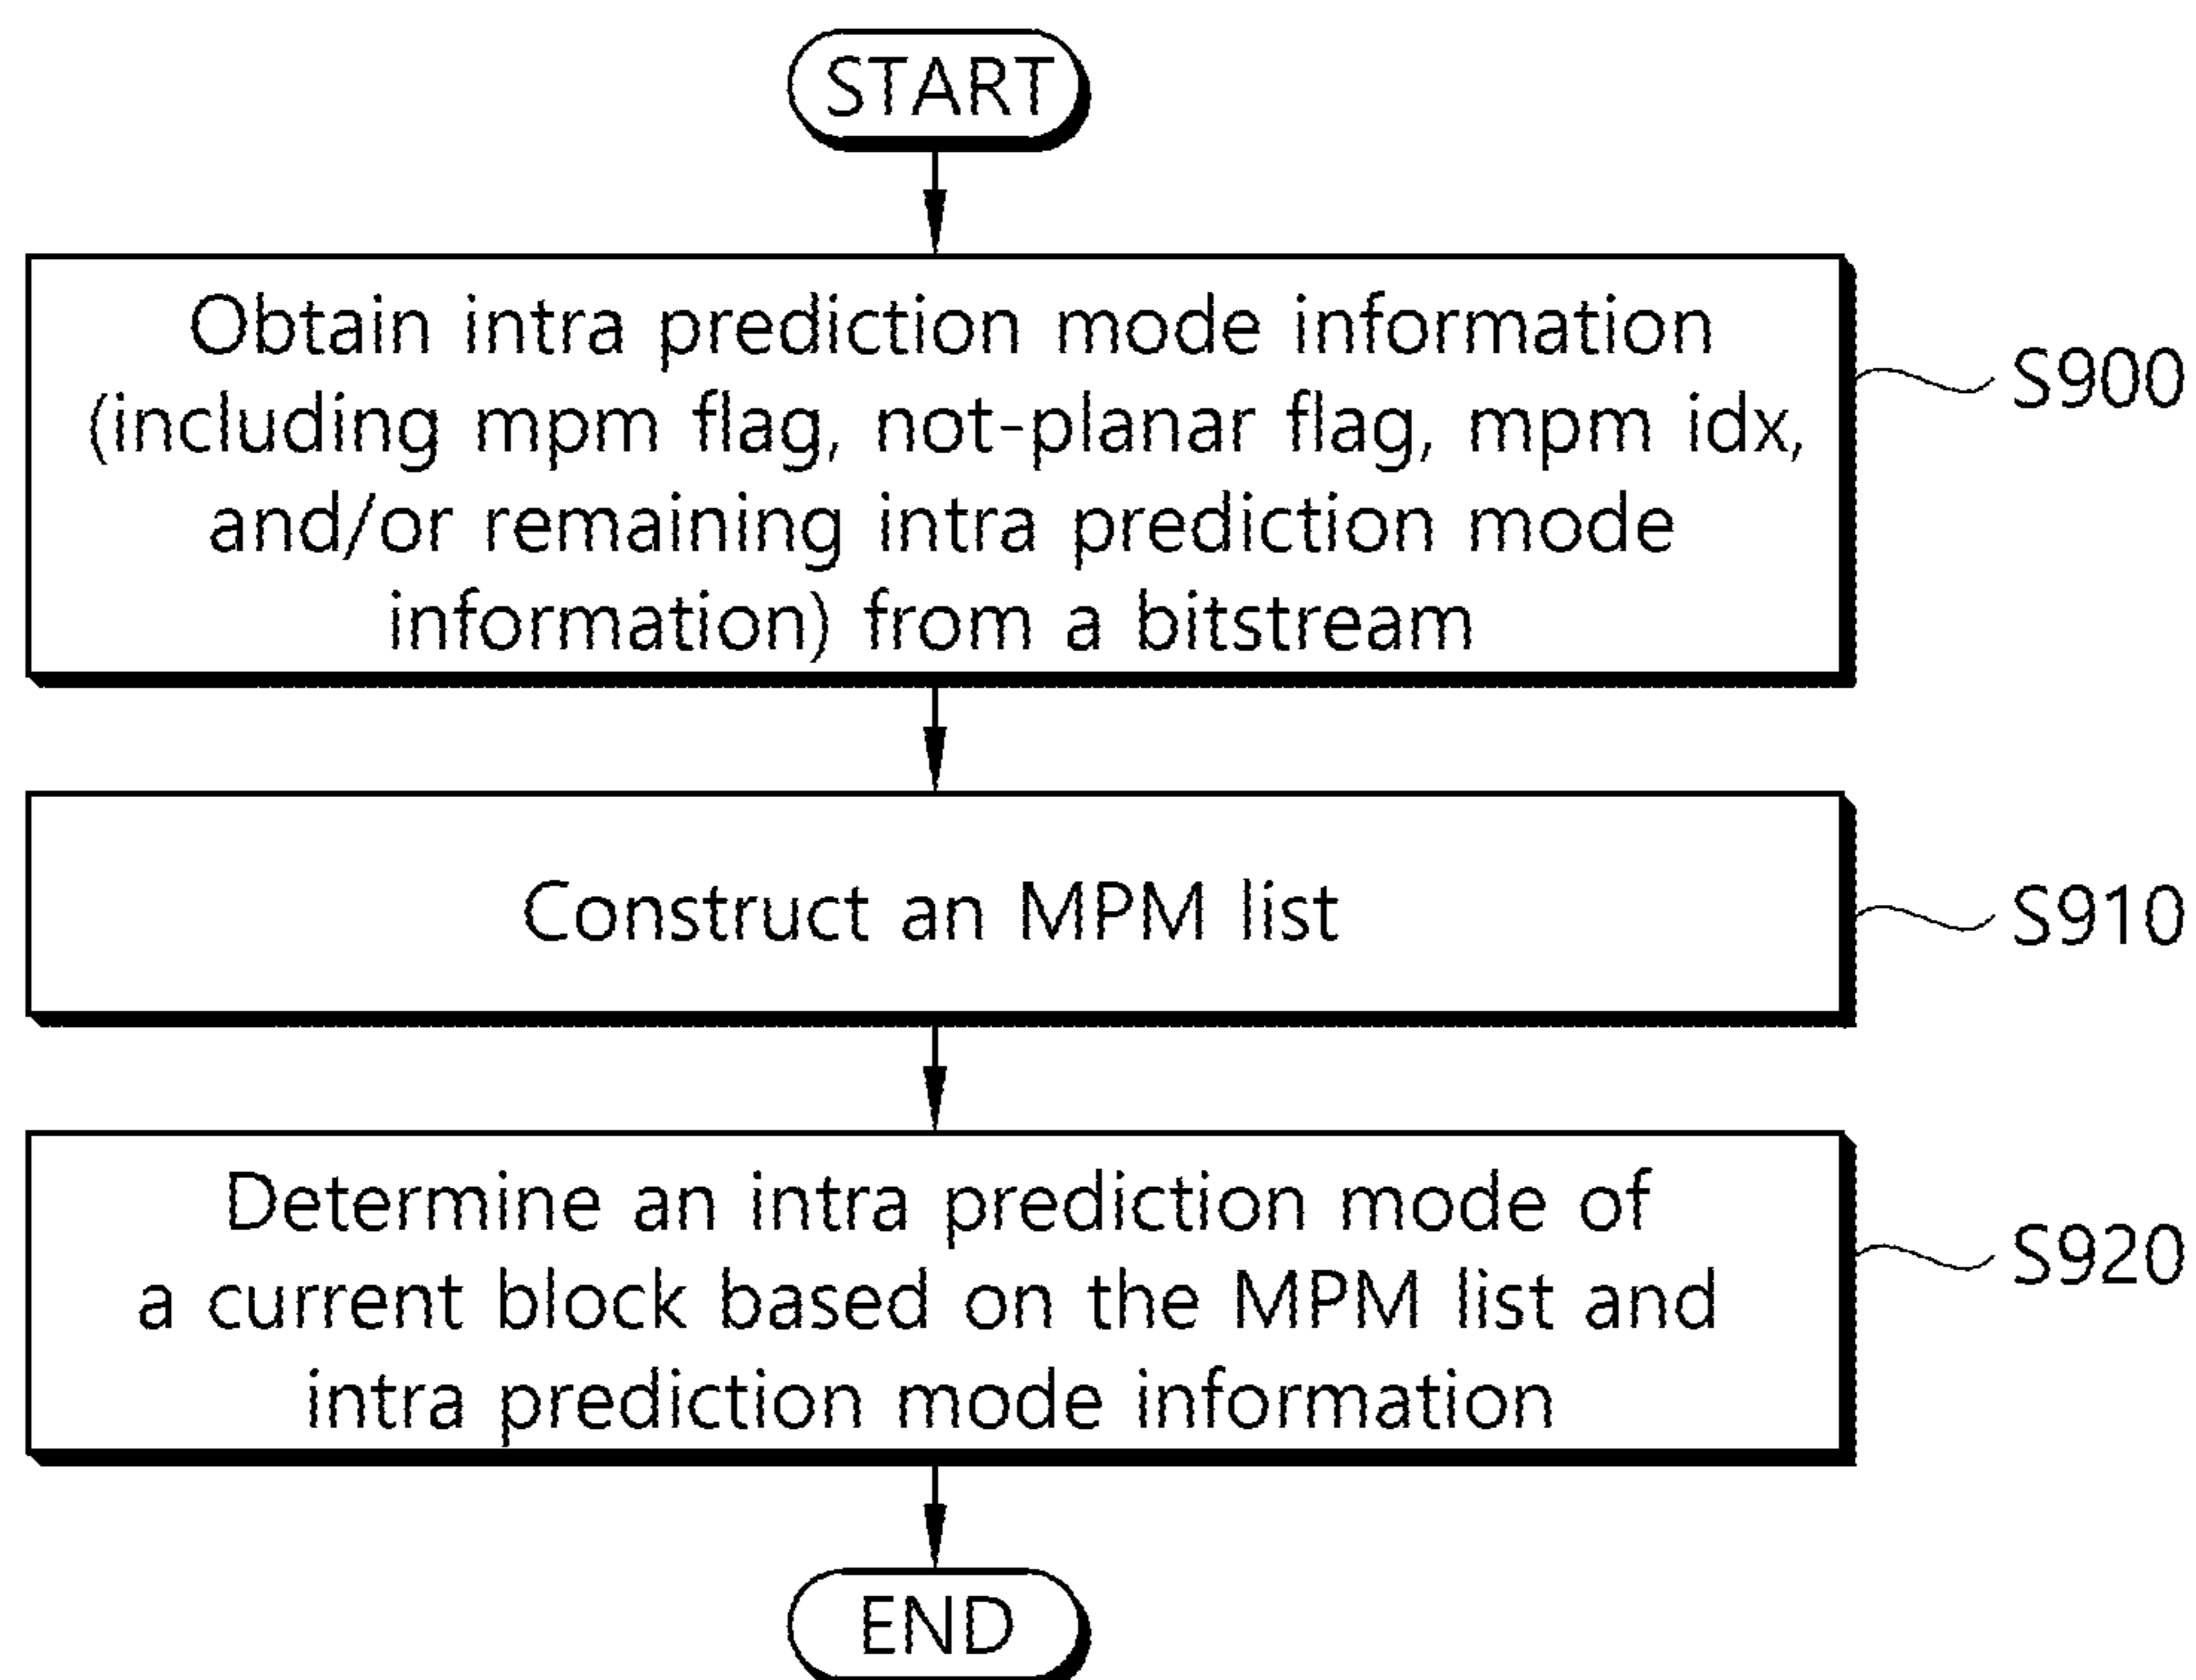 START
Obtain intra prediction mode information
(including mpm flag, not-planar flag, mpm idx,
and/or remaining intra prediction mode
information) from a bitstream
S900
Construct an MPM list
S910
Determine an intra prediction mode of
a current block based on the MPM list and
intra prediction mode information
S920
END